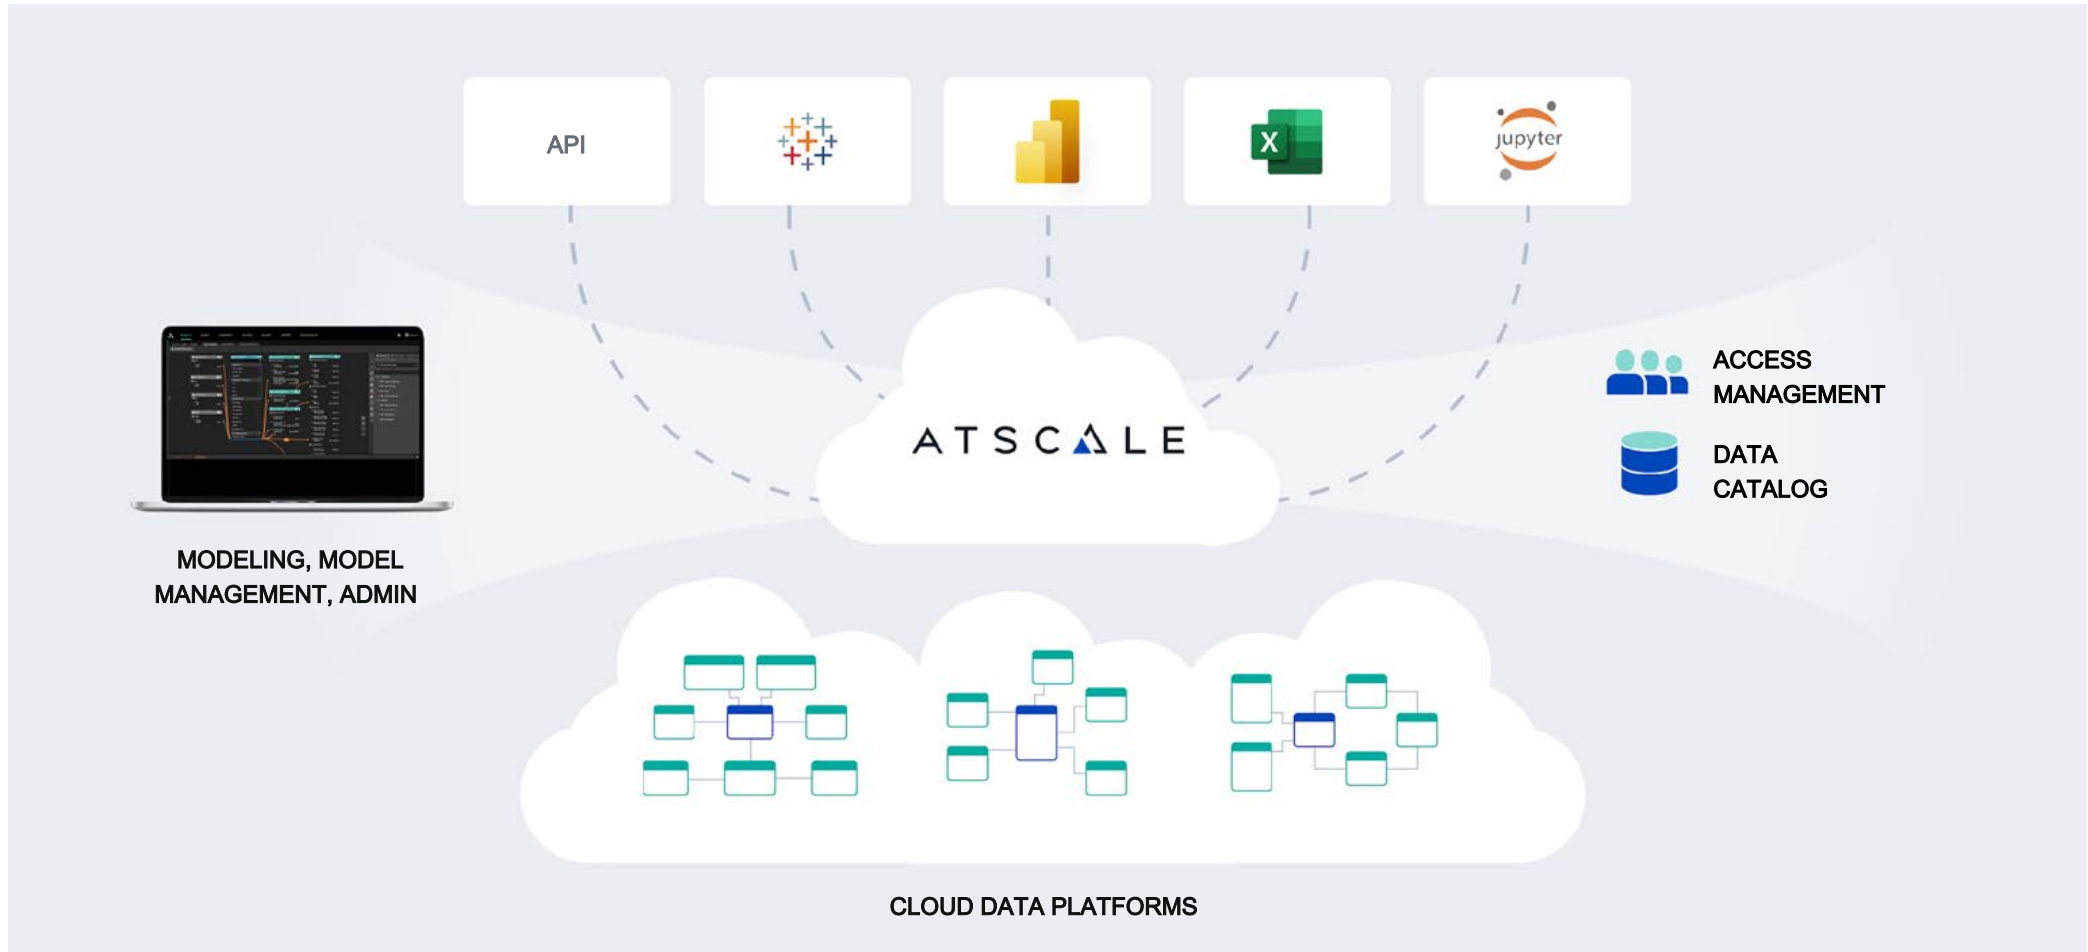 API
X
jupyter
ATSCALE
ACCESS
MANAGEMENT
DATA
CATALOG
MODELING, MODEL
MANAGEMENT, ADMIN
CLOUD DATA PLATFORMS